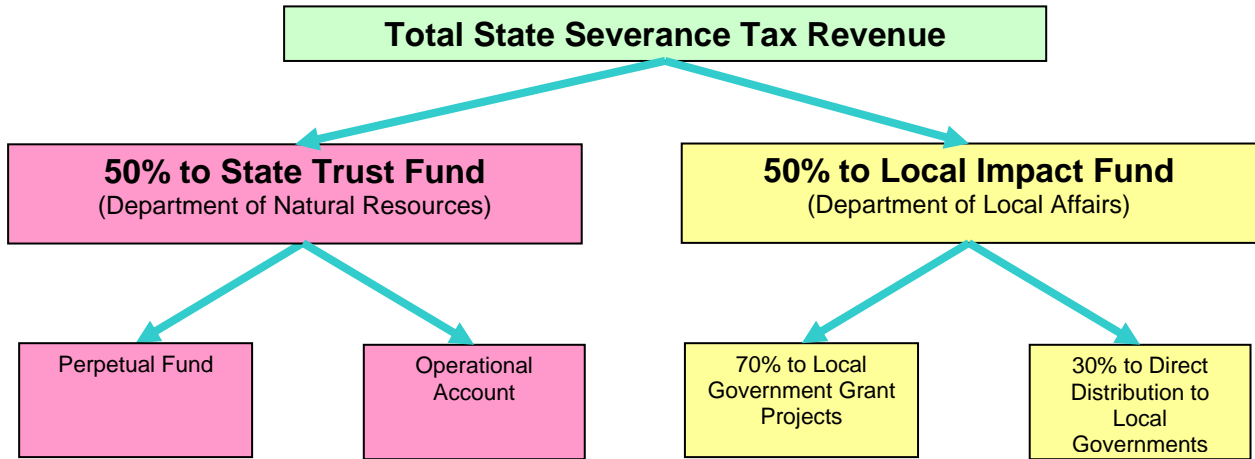 Total State Severance Tax Revenue
50% to State Trust Fund
(Department of Natural Resources)
50% to Local Impact Fund
(Department of Local Affairs)
Perpetual Fund
Operational
Account
70% to Local
Government Grant
Projects
30% to Direct
Distribution to
Local
Governments